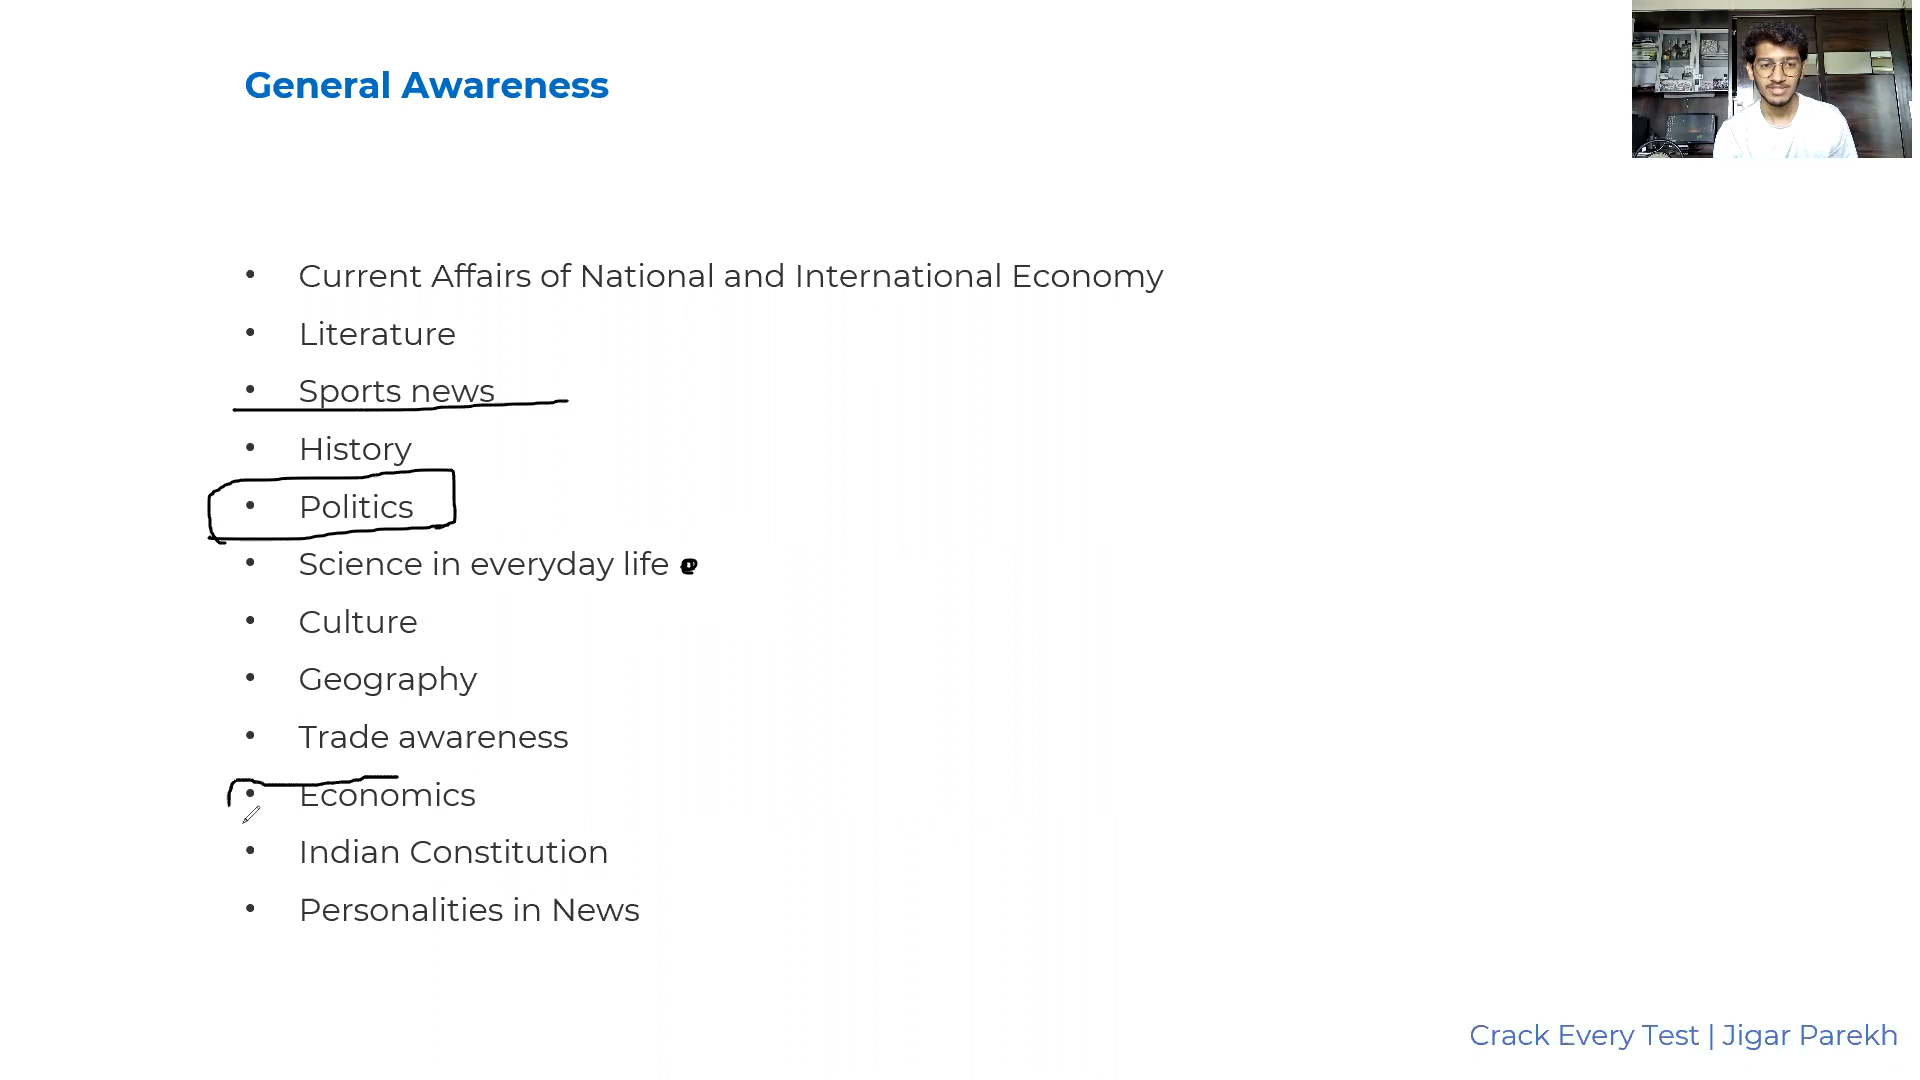 General Awareness
• Current Affairs of National and International Economy
• Literature
• Sports news
• History
• Politics
• Science in everyday life
• Culture
• Geography
• Trade awareness
• Economics
• Indian Constitution
• Personalities in News
Crack Every Test | Jigar Parekh